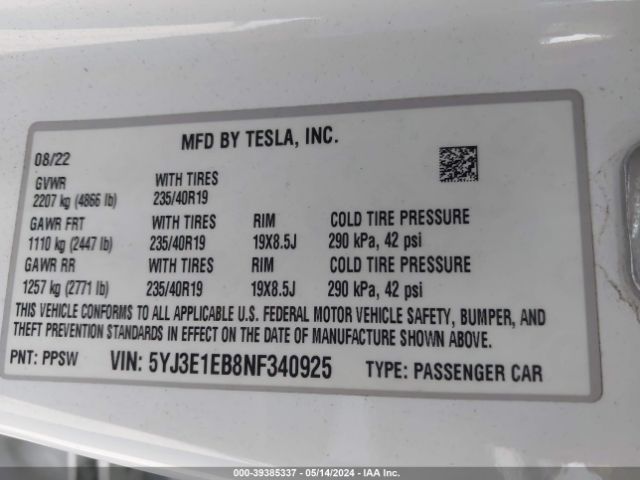 MFD BY TESLA, INC.
08/22
GVWR WITH TIRES
2207 kg (4866 lb) 235/40R19
GAWR FRT WITH TIRES RIM COLD TIRE PRESSURE
1110 kg (2447 lb) 235/40R19 19X8.5J 290 kPa, 42 psi
GAWR RR WITH TIRES RIM COLD TIRE PRESSURE
1257 kg (2771 lb) 235/40R19 19X8.5J 290 kPa, 42 psi
THIS VEHICLE CONFORMS TO ALL APPLICABLE U.S. FEDERAL MOTOR VEHICLE SAFETY, BUMPER, AND
THEFT PREVENTION STANDARDS IN EFFECT ON THE DATE OF MANUFACTURE SHOWN ABOVE.
PNT: PPSW VIN: 5YJ3E1EB8NF340925 TYPE: PASSENGER CAR
000-39385337 - 05/14/2024 - IAA Inc.